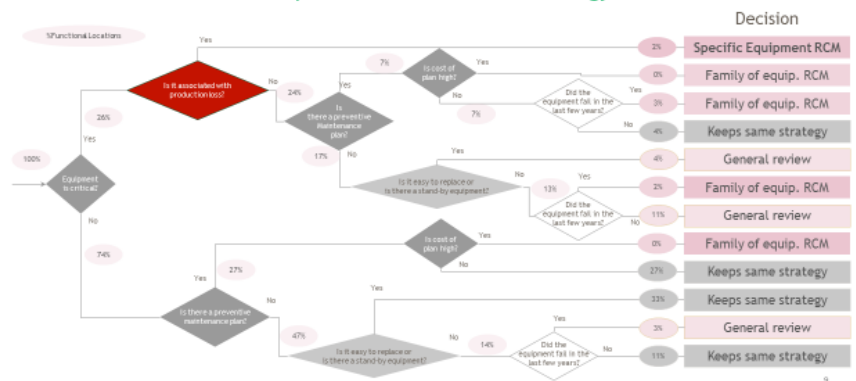 Decision
%Functional Locations
Yes
2%
Specific Equipment RCM
Is it associated with
production loss?
No
24%
7%
Is cost of
plan high?
Yes
0%
Family of equip. RCM
Yes
Is
there a preventive
Maintenance
plan?
No
7%
Did the
equipment fail in the
last few years?
Yes
3%
Family of equip. RCM
No
4%
Keeps same strategy
26%
Yes
17%
No
Yes
4%
General review
100%
Equipment
is critical?
Is it easy to replace or
is there a stand-by equipment?
No
13%
Yes
2%
Family of equip. RCM
Did the
equipment fail in the
last few years?
No
11%
General review
No
74%
Is cost of
plan high?
Yes
0%
Family of equip. RCM
No
27%
Keeps same strategy
Yes
27%
Is there a preventive
maintenance plan?
No
47%
Yes
33%
Keeps same strategy
Is it easy to replace or
is there a stand-by equipment?
No
14%
Yes
3%
General review
Did the
equipment fail in the
last few years?
No
11%
Keeps same strategy
9